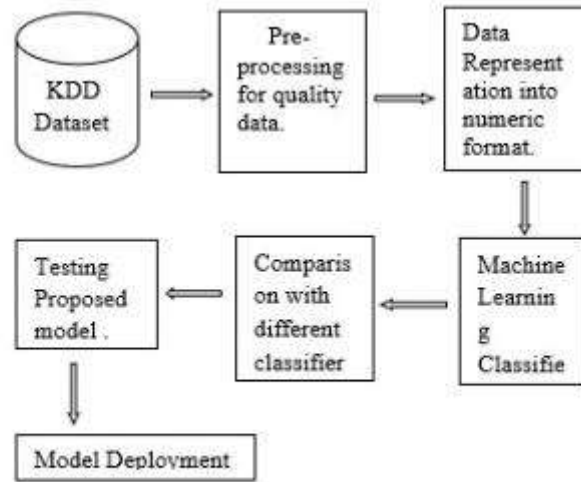 KDD
Dataset
Pre-
processing
for quality
data.
Data
Represent
ation into
numeric
format.
Machine
Learnin
g
Classifie
Comparis
on with
different
classifier
Testing
Proposed
model .
Model Deployment